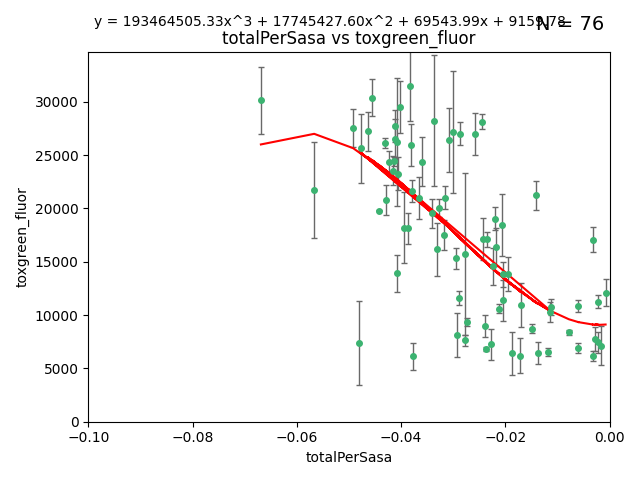 y = 193464505.33x^3 + 17745427.60x^2 + 69543.99x + 9159.78
N = 76
totalPerSasa vs toxgreen_fluor
30000
25000
20000
15000
10000
5000
0
toxgreen_fluor
−0.10 −0.08 −0.06 −0.04 −0.02 0.00
totalPerSasa